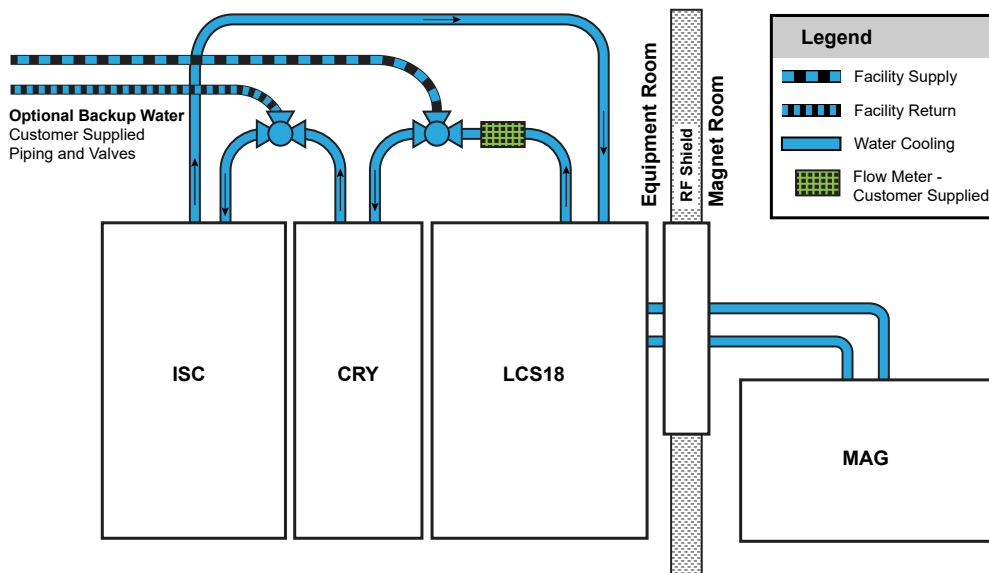 Optional Backup Water
Customer Supplied
Piping and Valves
Equipment Room
RF Shield
Magnet Room
Legend
Facility Supply
Facility Return
Water Cooling
Flow Meter -
Customer Supplied
ISC
CRY
LCS18
MAG